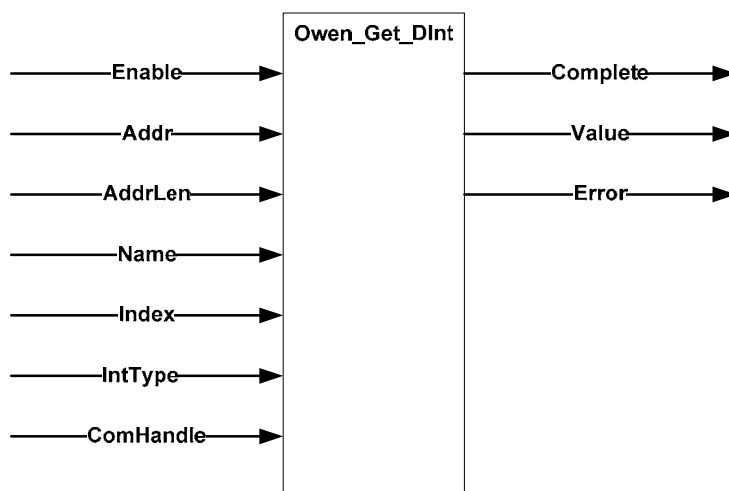 Owen_Get_DInt
Enable
Complete
Addr
Value
AddrLen
Error
Name
Index
IntType
ComHandle